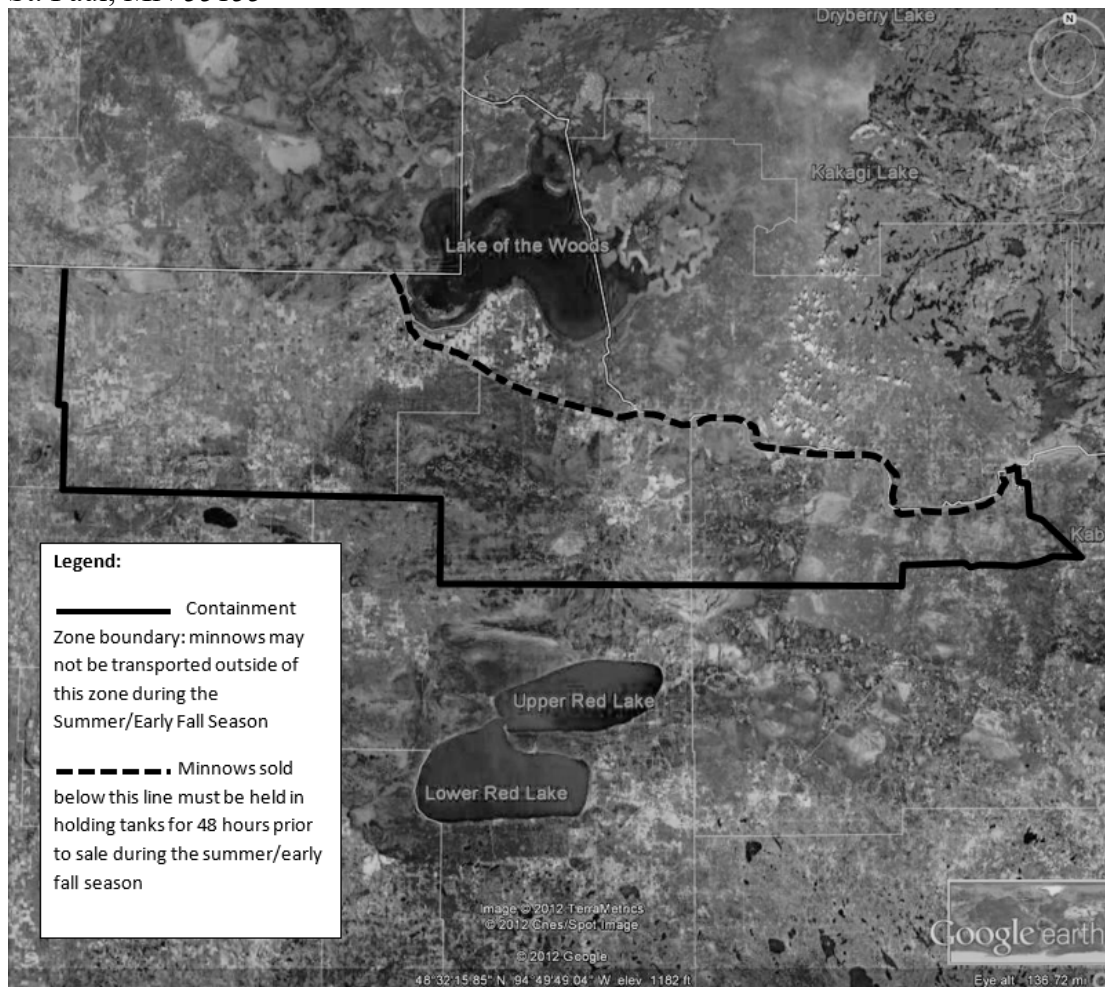 Dryberry Lake
N
Kakagi Lake
Lake of the Woods
Kab
Legend:
Containment
Zone boundary: minnows may
not be transported outside of
this zone during the
Summer/Early Fall Season
Minnows sold
below this line must be held in
holding tanks for 48 hours prior
to sale during the summer/early
fall season
Upper Red Lake
Lower Red Lake
Image © 2012 TerraMetrics
© 2012 Cnes/Spot Image
© 2012 Google
Google earth
48°32'15.85" N 94°49'49.04" W elev 1182 ft
Eye alt 136.72 mi